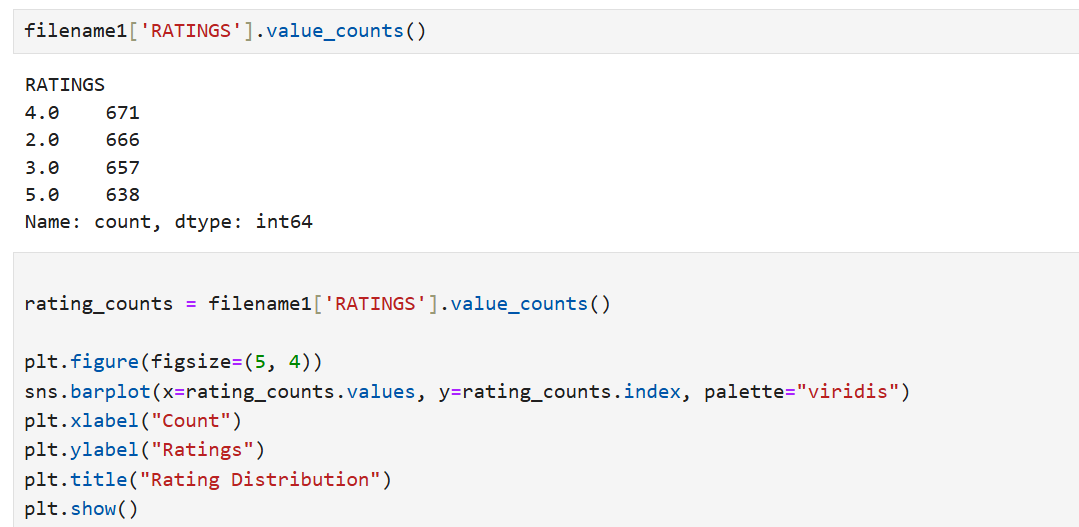 filename1['RATINGS'].value_counts()
RATINGS
4.0    671
2.0    666
3.0    657
5.0    638
Name: count, dtype: int64
rating_counts = filename1['RATINGS'].value_counts()
plt.figure(figsize=(5, 4))
sns.barplot(x=rating_counts.values, y=rating_counts.index, palette="viridis")
plt.xlabel("Count")
plt.ylabel("Ratings")
plt.title("Rating Distribution")
plt.show()